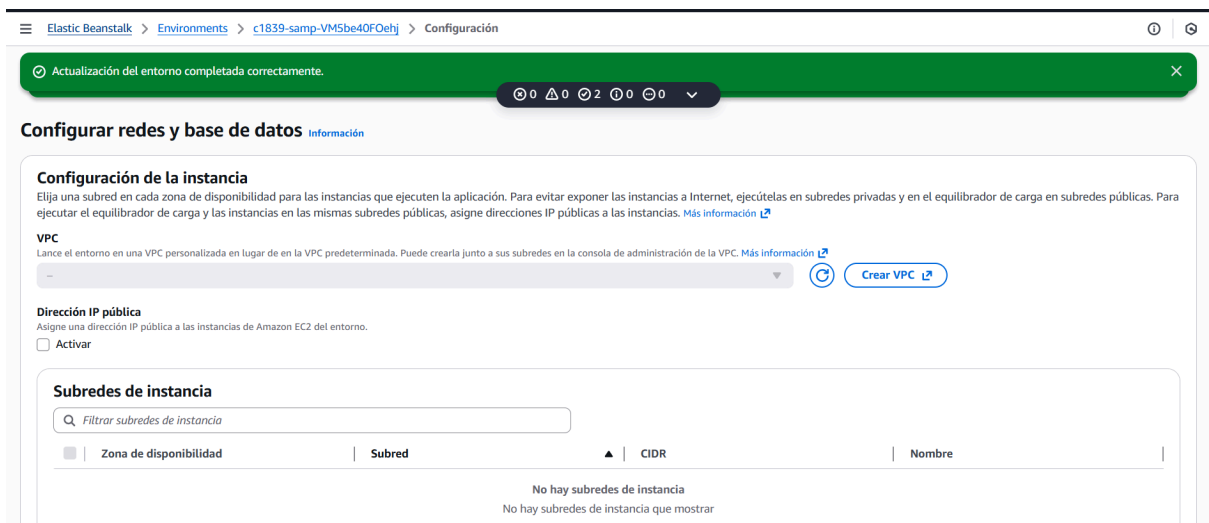 Elastic Beanstalk > Environments > c1839-samp-VM5be40FOehj > Configuración
Actualización del entorno completada correctamente.
0 0 2 0 0
Configurar redes y base de datos Información
Configuración de la instancia
Elija una subred en cada zona de disponibilidad para las instancias que ejecuten la aplicación. Para evitar exponer las instancias a Internet, ejecútelas en subredes privadas y en el equilibrador de carga en subredes públicas. Para
ejecutar el equilibrador de carga y las instancias en las mismas subredes públicas, asigne direcciones IP públicas a las instancias. Más información
VPC
Lance el entorno en una VPC personalizada en lugar de en la VPC predeterminada. Puede crearla junto a sus subredes en la consola de administración de la VPC. Más información
–
Crear VPC
Dirección IP pública
Asigne una dirección IP pública a las instancias de Amazon EC2 del entorno.
Activar
Subredes de instancia
Filtrar subredes de instancia
Zona de disponibilidad Subred CIDR Nombre
No hay subredes de instancia
No hay subredes de instancia que mostrar